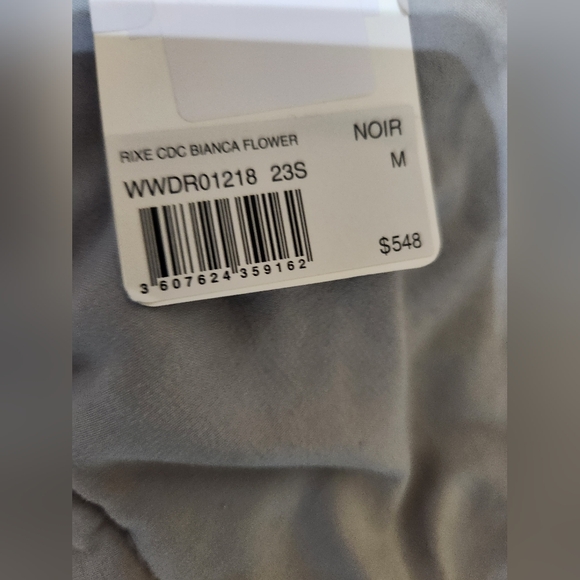 RIXE CDC BIANCA FLOWER NOIR
WWDR01218 23S M
3 607624 359162
$548